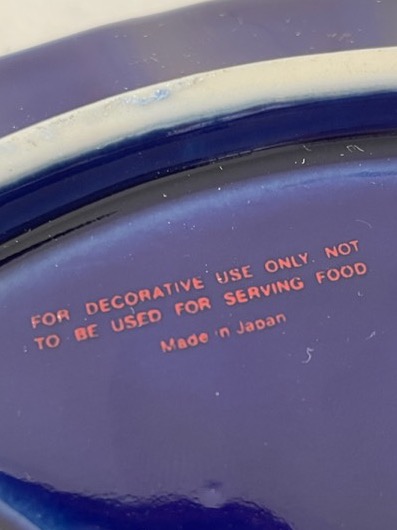 FOR DECORATIVE USE ONLY. NOT
TO BE USED FOR SERVING FOOD
Made in Japan